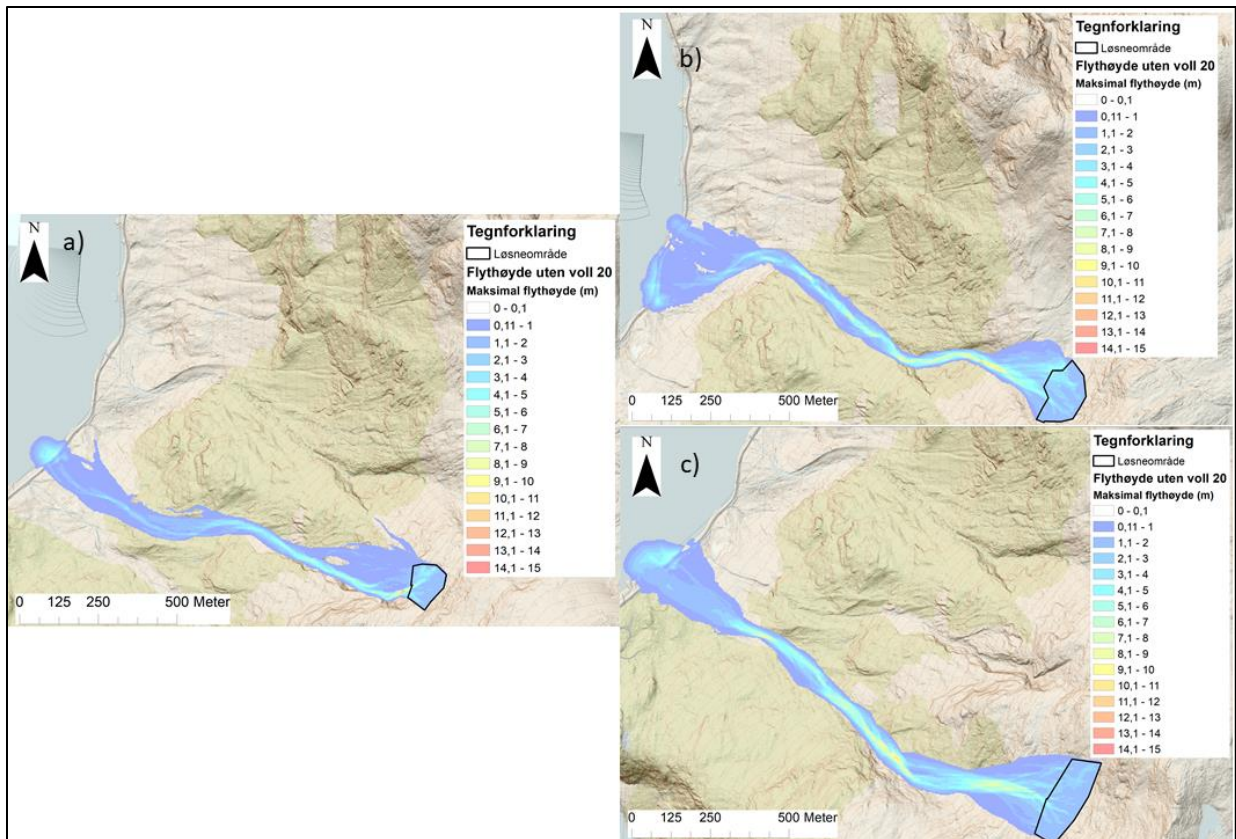 N
a)
Tegnforklaring
Løsneområde
Flythøyde uten voll 20
Maksimal flythøyde (m)
0 - 0,1
0,11 - 1
1,1 - 2
2,1 - 3
3,1 - 4
4,1 - 5
5,1 - 6
6,1 - 7
7,1 - 8
8,1 - 9
9,1 - 10
10,1 - 11
11,1 - 12
12,1 - 13
13,1 - 14
14,1 - 15
0 125 250 500 Meter
N
b)
Tegnforklaring
Løsneområde
Flythøyde uten voll 20
Maksimal flythøyde (m)
0 - 0,1
0,11 - 1
1,1 - 2
2,1 - 3
3,1 - 4
4,1 - 5
5,1 - 6
6,1 - 7
7,1 - 8
8,1 - 9
9,1 - 10
10,1 - 11
11,1 - 12
12,1 - 13
13,1 - 14
14,1 - 15
0 125 250 500 Meter
N
c)
Tegnforklaring
Løsneområde
Flythøyde uten voll 20
Maksimal flythøyde (m)
0 - 0,1
0,11 - 1
1,1 - 2
2,1 - 3
3,1 - 4
4,1 - 5
5,1 - 6
6,1 - 7
7,1 - 8
8,1 - 9
9,1 - 10
10,1 - 11
11,1 - 12
12,1 - 13
13,1 - 14
14,1 - 15
0 125 250 500 Meter